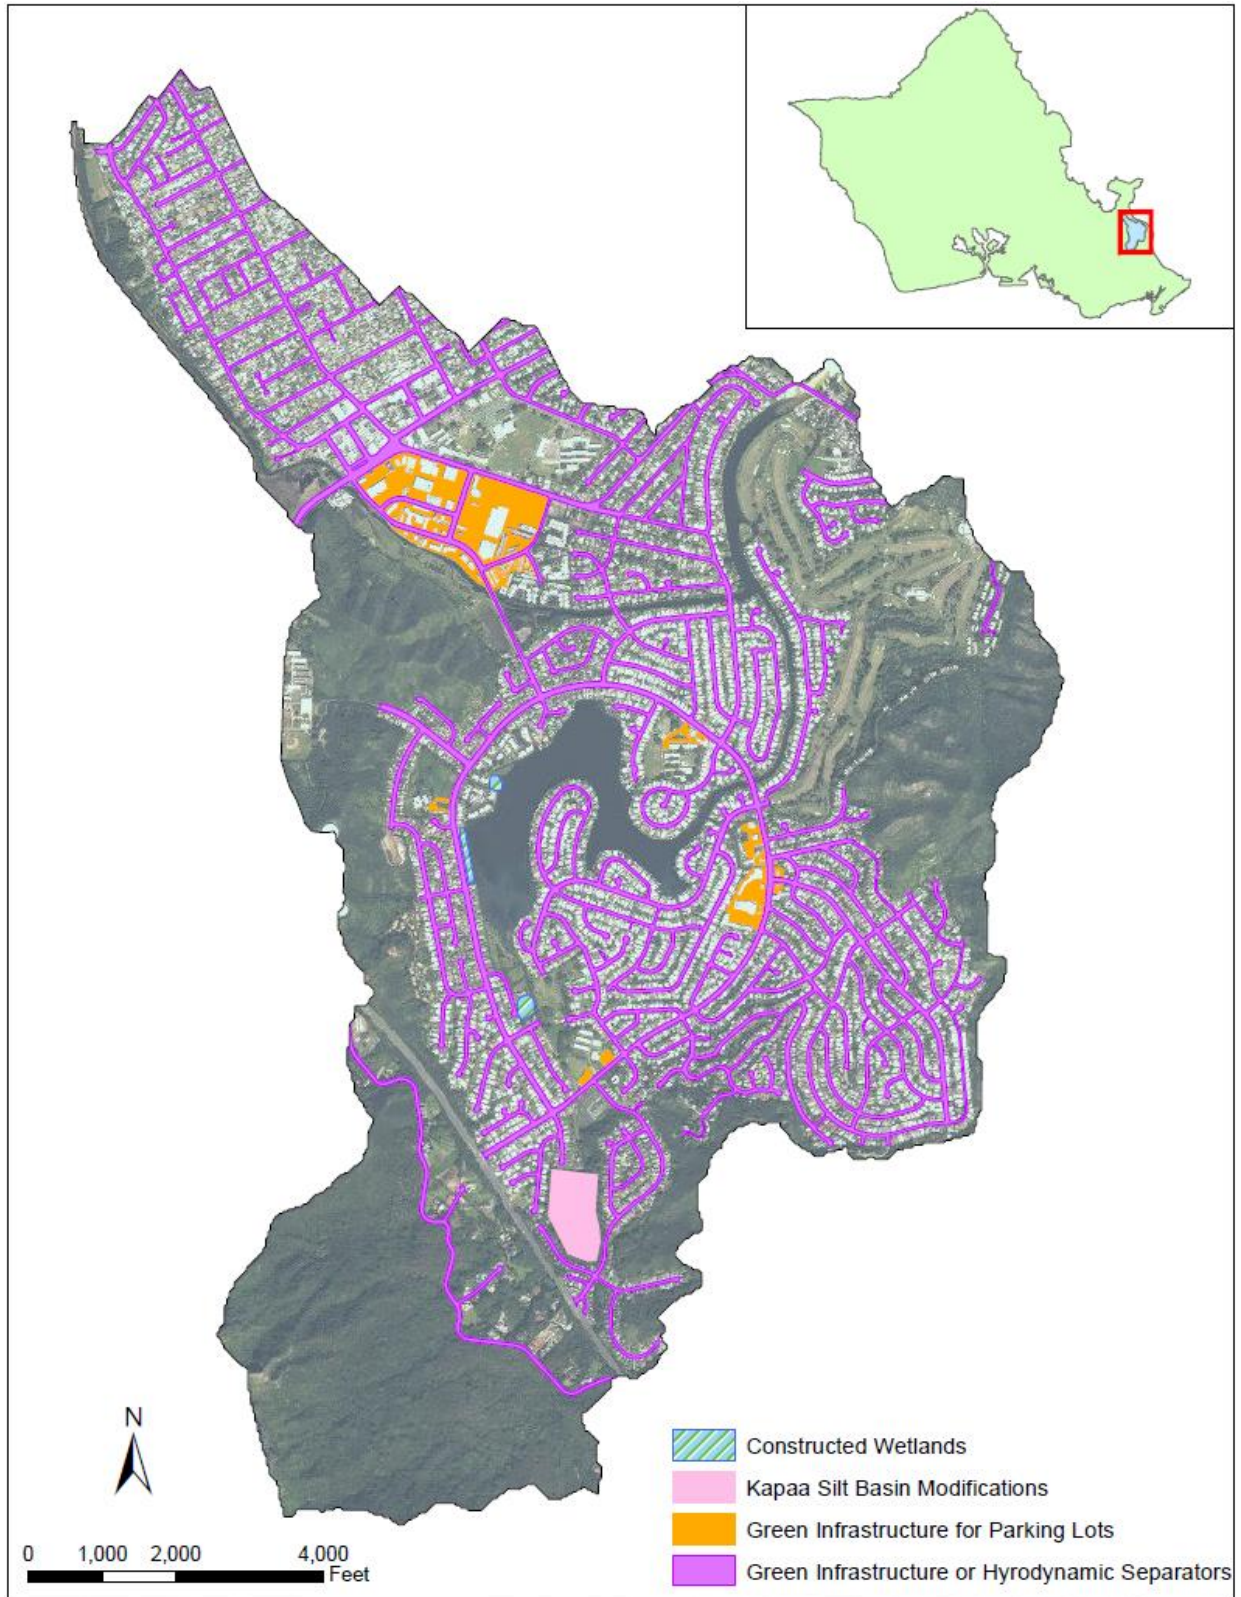 N
0 1,000 2,000 4,000
Feet
Constructed Wetlands
Kapaa Silt Basin Modifications
Green Infrastructure for Parking Lots
Green Infrastructure or Hyrodynamic Separators